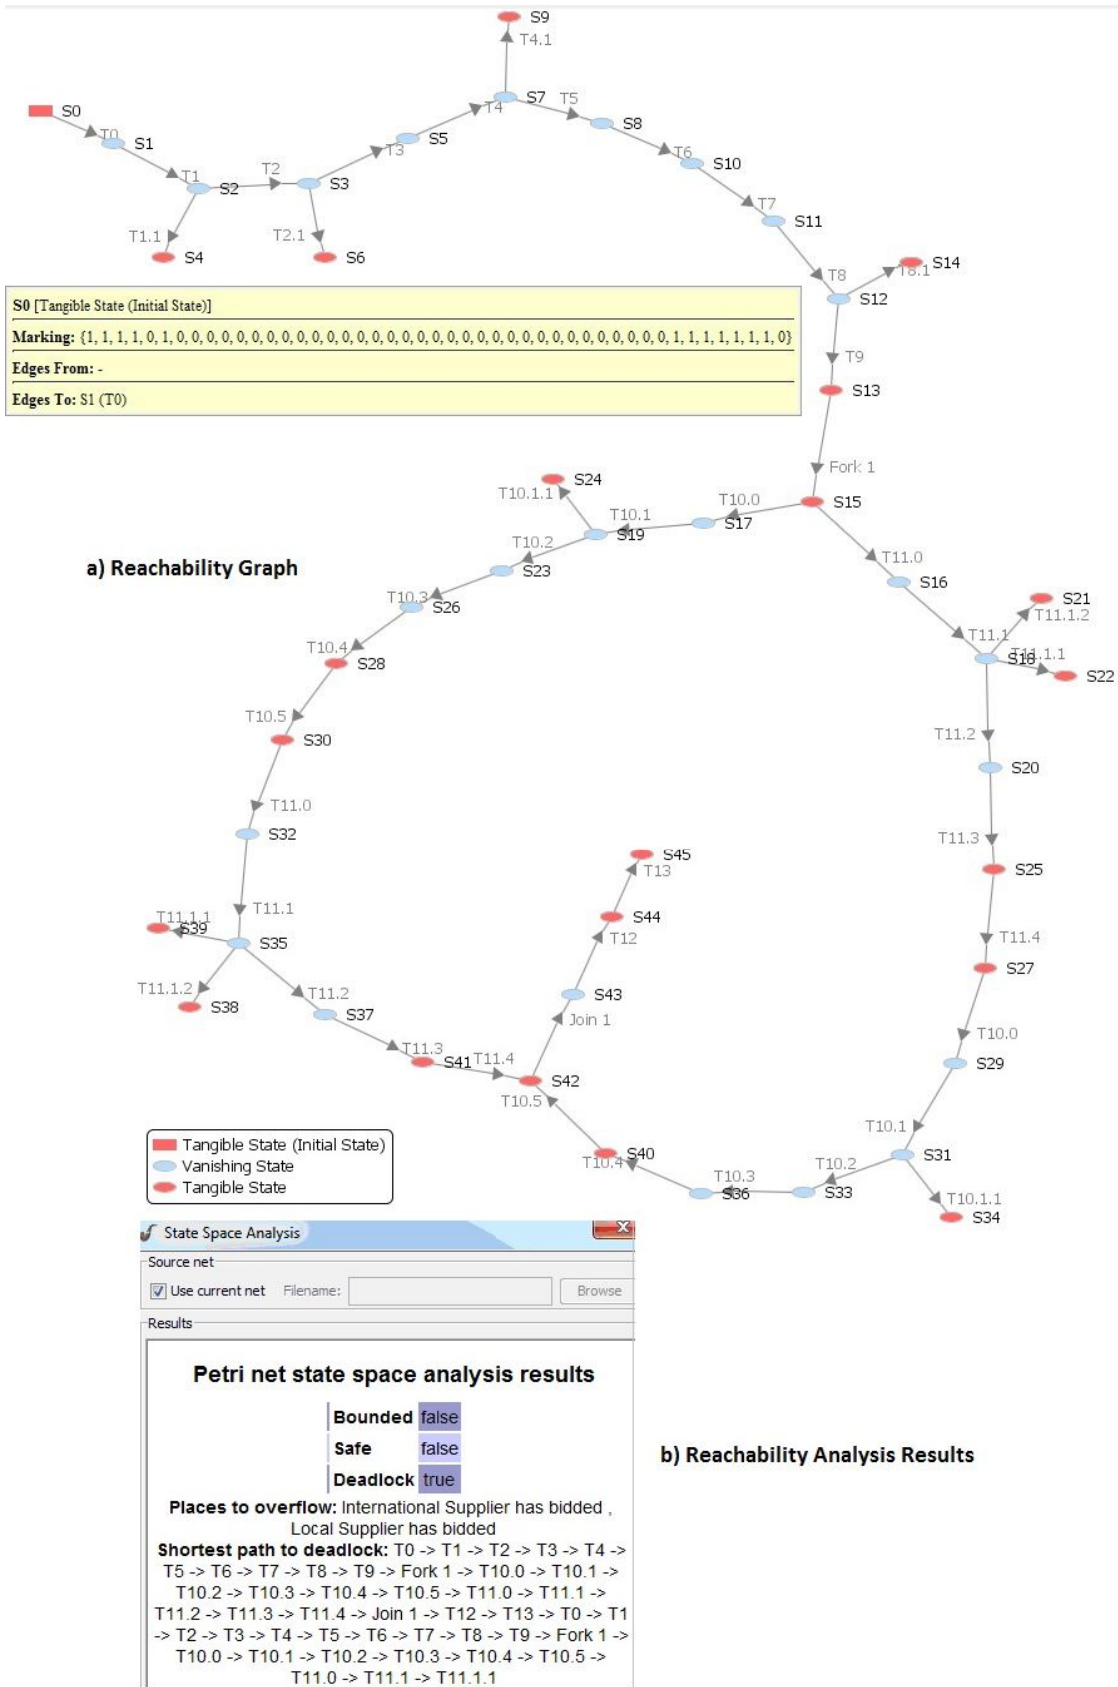 S9
T4.1
S0
T0
S1
T1
S2
T2
S3
T3
S5
T4
S7
T5
S8
T6
S10
T7
S11
T1.1
S4
T2.1
S6
T8
S12
T8.1
S14
S0 [Tangible State (Initial State)]
Marking: {1, 1, 1, 1, 0, 1, 0, 0, 0, 0, 0, 0, 0, 0, 0, 0, 0, 0, 0, 0, 0, 0, 0, 0, 0, 0, 0, 0, 0, 0, 0, 0, 0, 0, 0, 0, 0, 0, 0, 0, 1, 1, 1, 1, 1, 1, 1, 0}
Edges From: -
Edges To: S1 (T0)
T9
S13
Fork 1
S15
S24
T10.1.1
T10.0
S17
T10.1
S19
T10.2
S23
a) Reachability Graph
T10.3
S26
T10.4
S28
T10.5
S30
T11.0
S32
T11.1
S35
T11.1.1
S39
T11.1.2
S38
T11.2
S37
T11.3
S41
T11.4
S42
T11.0
S16
T11.1
S18
S21
T11.1.2
T11.1.1
S22
T11.2
S20
T11.3
S25
T11.4
S27
T10.0
S29
T10.1
S31
T10.1.1
S34
T10.2
S33
T10.3
S36
T10.4
S40
T10.5
Join 1
S43
T12
S44
T13
S45
Tangible State (Initial State)
Vanishing State
Tangible State
State Space Analysis
Source net
Use current net Filename: Browse
Results
Petri net state space analysis results
Bounded false
Safe false
Deadlock true
b) Reachability Analysis Results
Places to overflow: International Supplier has bidded ,
Local Supplier has bidded
Shortest path to deadlock: T0 -> T1 -> T2 -> T3 -> T4 ->
T5 -> T6 -> T7 -> T8 -> T9 -> Fork 1 -> T10.0 -> T10.1 ->
T10.2 -> T10.3 -> T10.4 -> T10.5 -> T11.0 -> T11.1 ->
T11.2 -> T11.3 -> T11.4 -> Join 1 -> T12 -> T13 -> T0 -> T1
-> T2 -> T3 -> T4 -> T5 -> T6 -> T7 -> T8 -> T9 -> Fork 1 ->
T10.0 -> T10.1 -> T10.2 -> T10.3 -> T10.4 -> T10.5 ->
T11.0 -> T11.1 -> T11.1.1